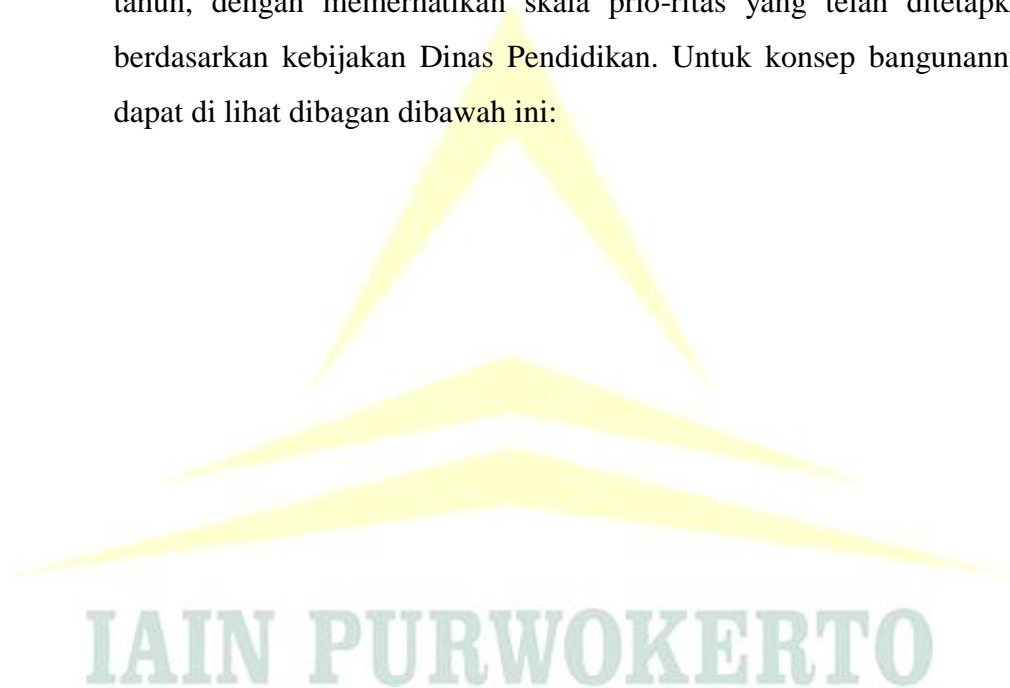 tahun, dengan memerhatikan skala prio-ritas yang telah ditetapk
berdasarkan kebijakan Dinas Pendidikan. Untuk konsep bangunann
dapat di lihat dibagan dibawah ini:
IAIN PURWOKERTO